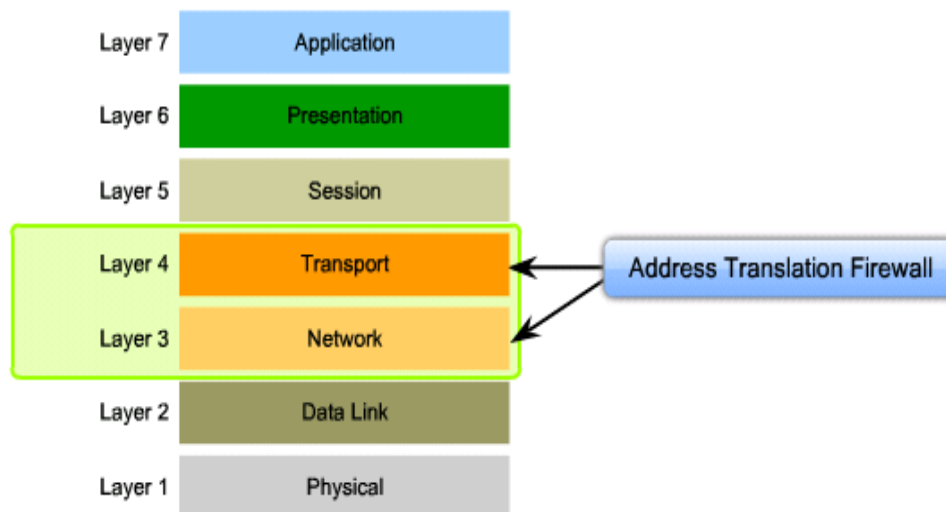 Layer 7 Application
Layer 6 Presentation
Layer 5 Session
Layer 4 Transport
Address Translation Firewall
Layer 3 Network
Layer 2 Data Link
Layer 1 Physical